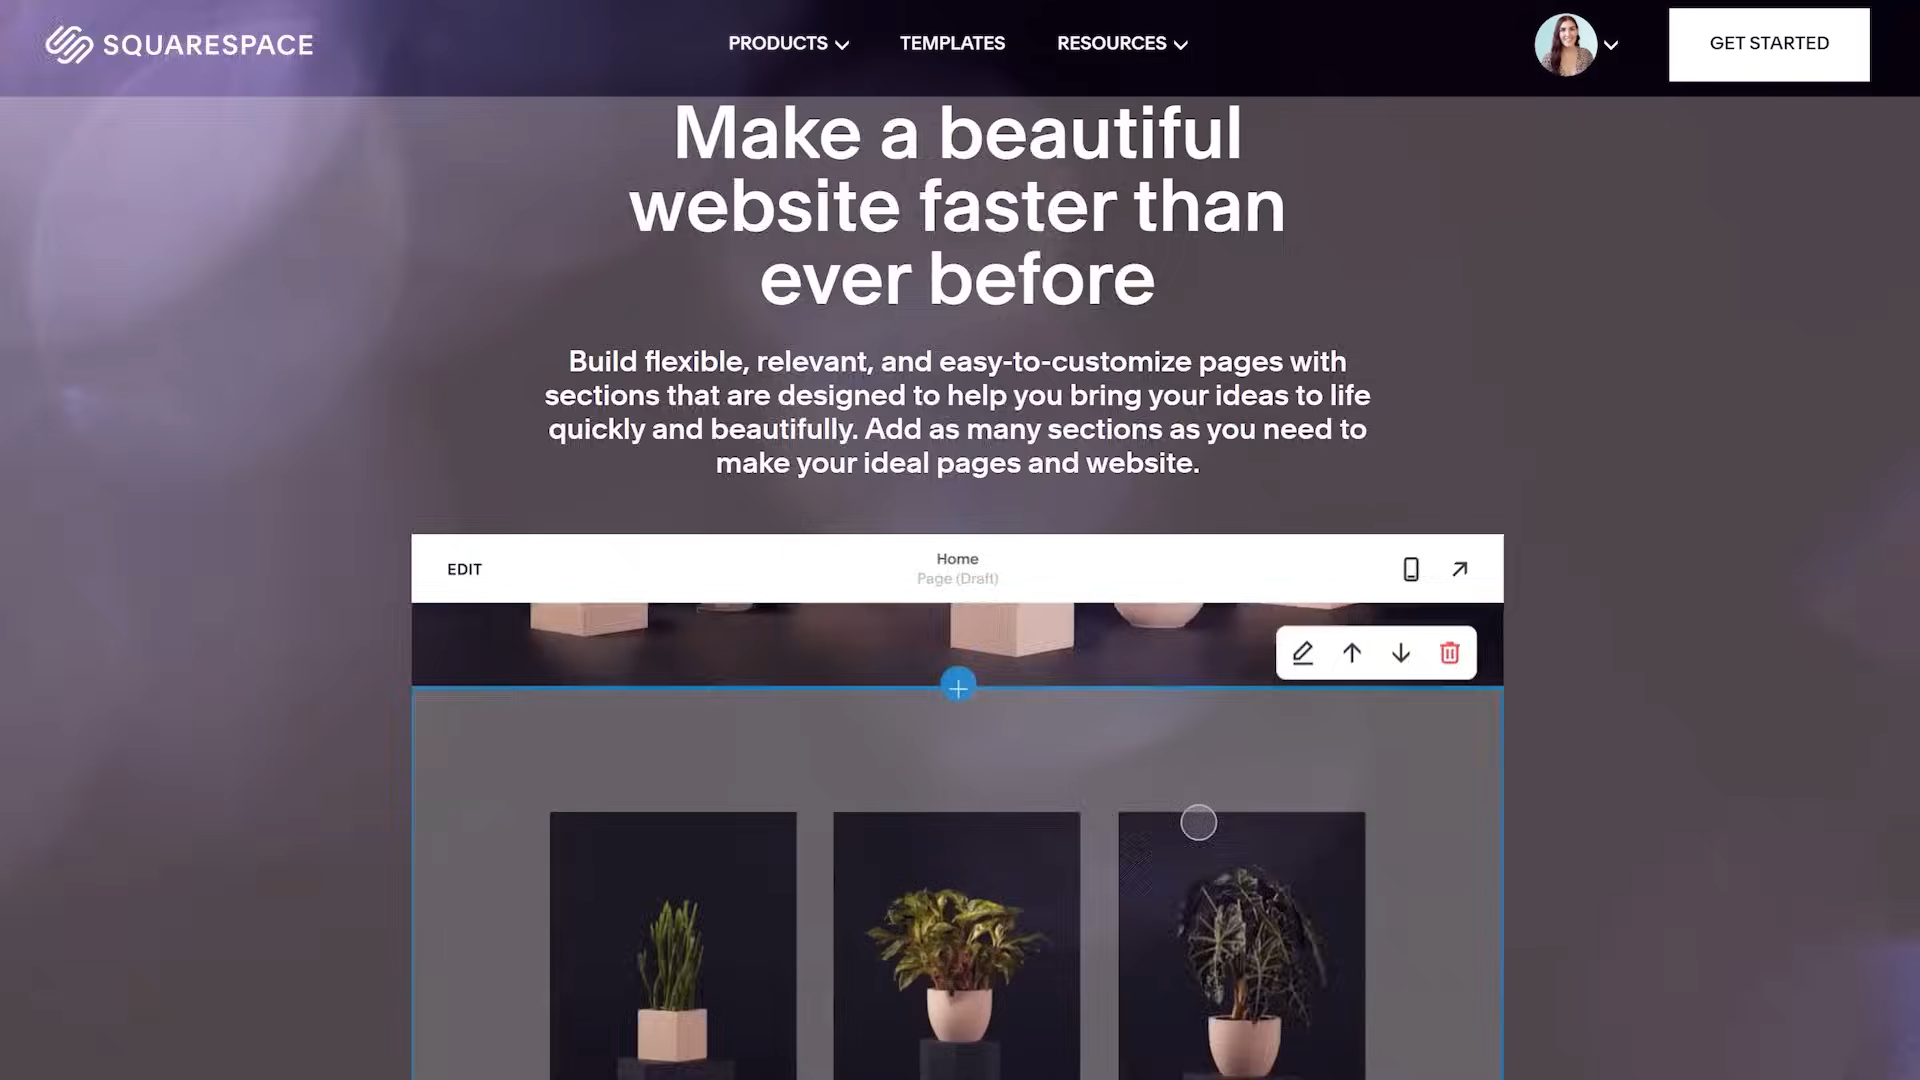 SQUARESPACE
PRODUCTS
TEMPLATES
RESOURCES
GET STARTED
Make a beautiful
website faster than
ever before
Build flexible, relevant, and easy-to-customize pages with
sections that are designed to help you bring your ideas to life
quickly and beautifully. Add as many sections as you need to
make your ideal pages and website.
EDIT
Home
Page (Draft)